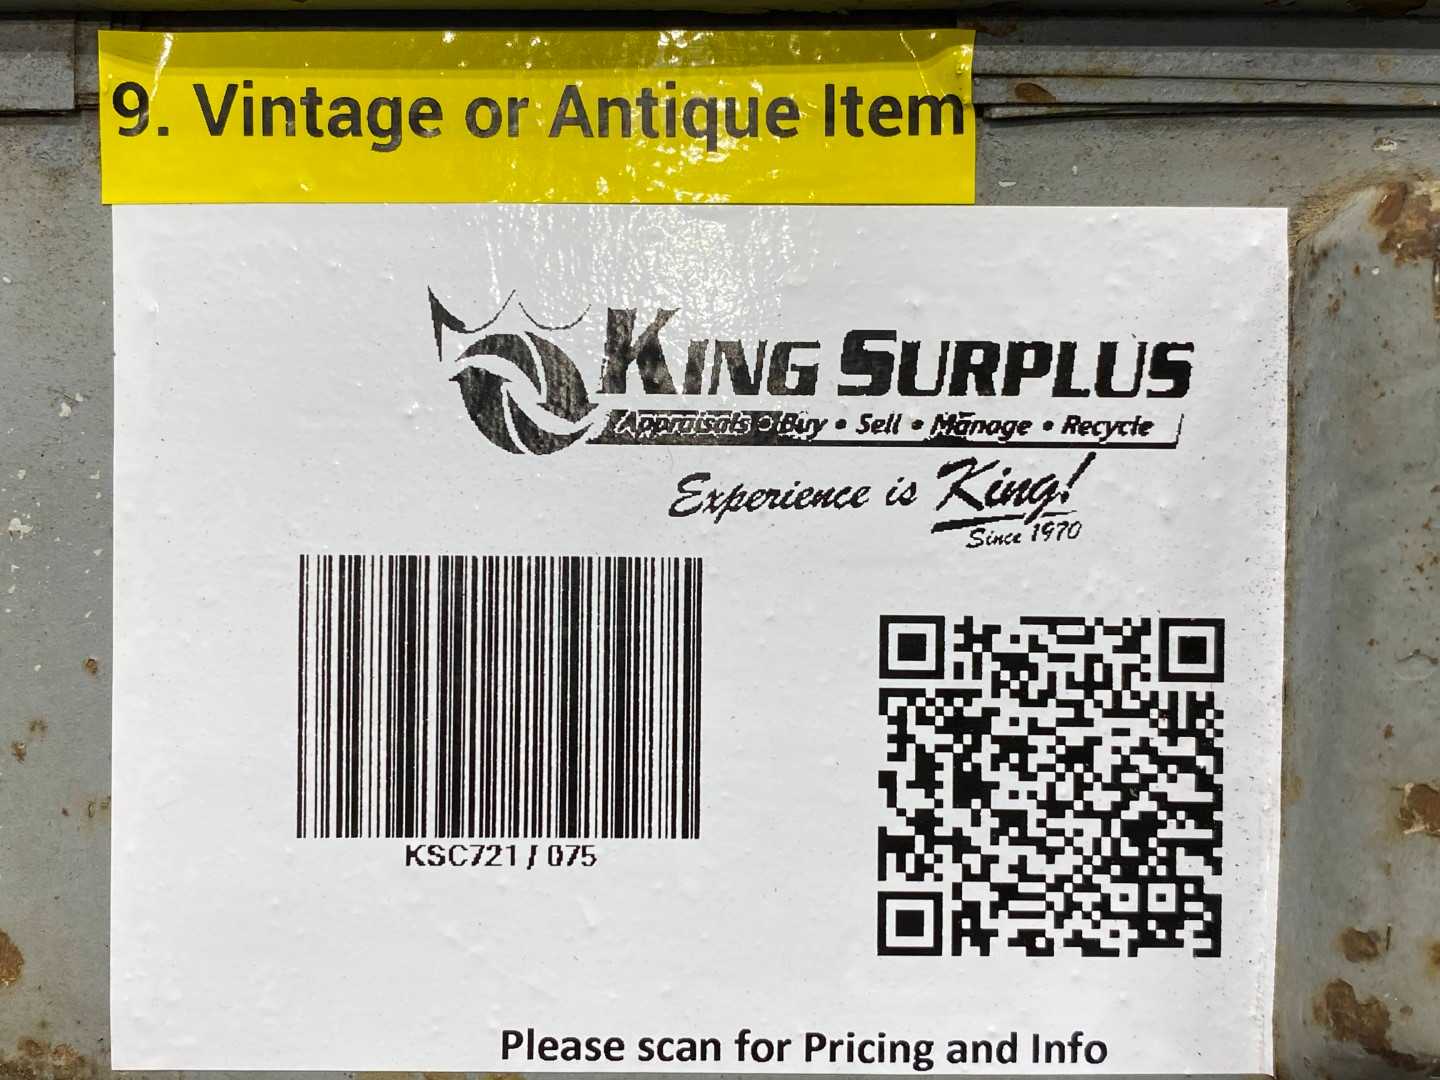 9. Vintage or Antique Item
KING SURPLUS
Appraisals • Buy • Sell • Manage • Recycle
Experience is King!
Since 1970
KSC721 / 075
Please scan for Pricing and Info